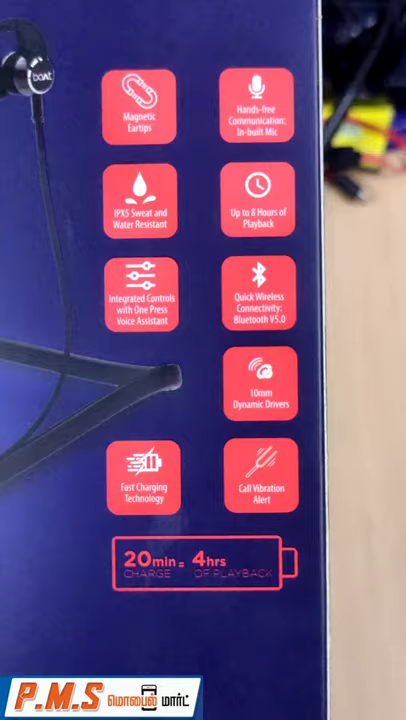 boAt
Magnetic
Eartips
Hands-free
Communication:
In-built Mic
IPX5 Sweat and
Water Resistant
Up to 8 Hours of
Playback
Integrated Controls
with One Press
Voice Assistant
Quick Wireless
Connectivity:
Bluetooth V5.0
10mm
Dynamic Drivers
Fast Charging
Technology
Call Vibration
Alert
20min = 4hrs
CHARGE OF PLAYBACK
P.M.S மொபைல் மார்ட்